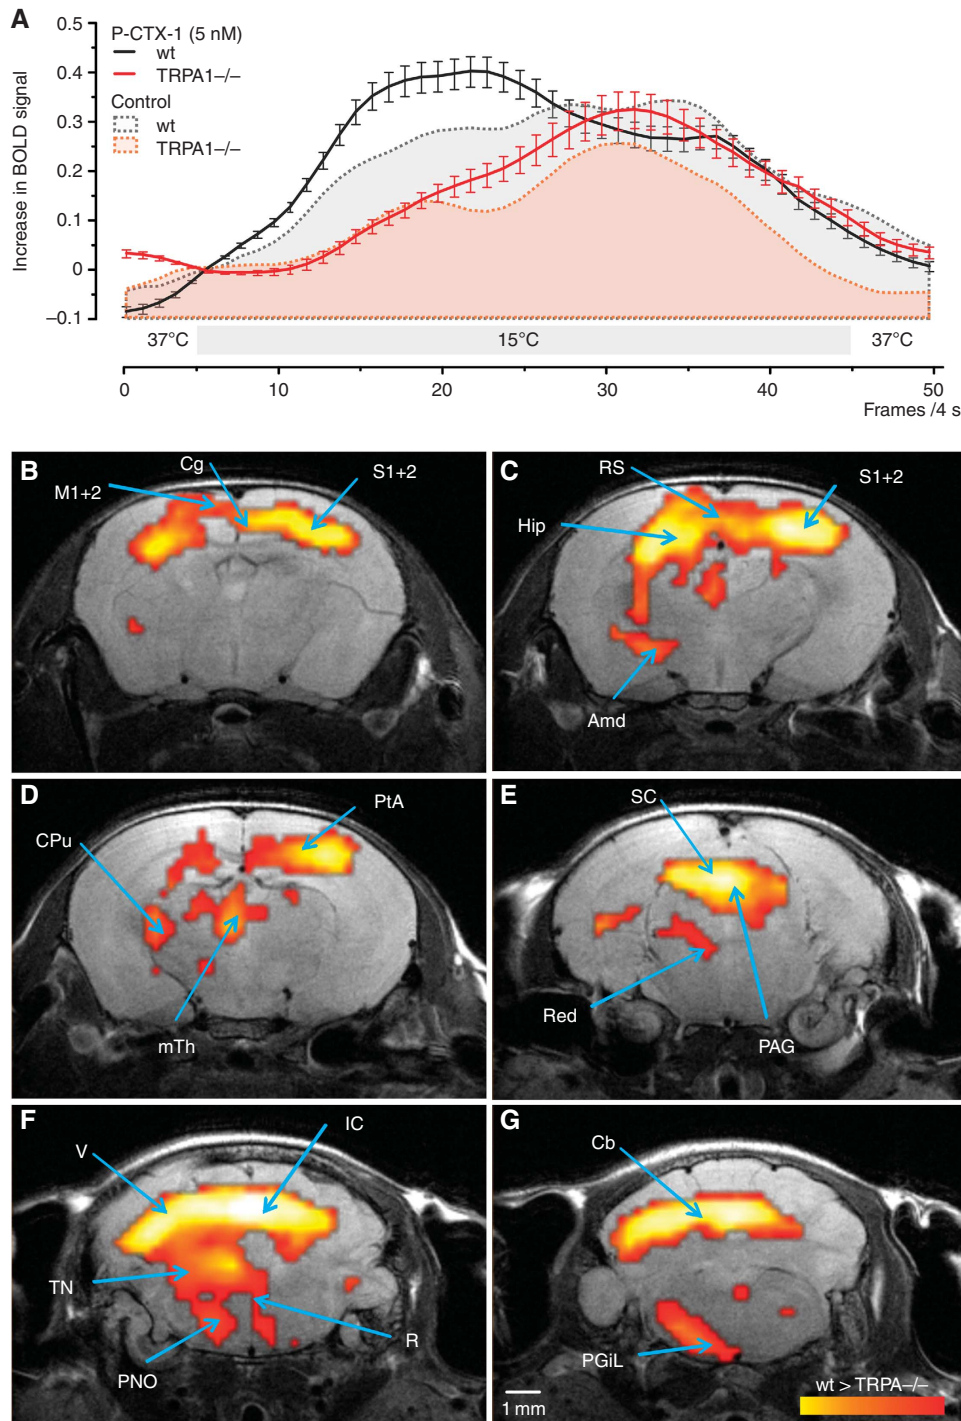 A
0.5
0.4
0.3
0.2
0.1
0
–0.1
Increase in BOLD signal
P-CTX-1 (5 nM)
wt
TRPA1–/–
Control
wt
TRPA1–/–
37°C
15°C
37°C
0
10
20
30
40
50
Frames /4 s
B
M1+2
Cg
S1+2
C
RS
S1+2
Hip
Amd
D
CPu
PtA
mTh
E
SC
Red
PAG
F
V
IC
TN
PNO
R
G
Cb
PGiL
1 mm
wt > TRPA–/–